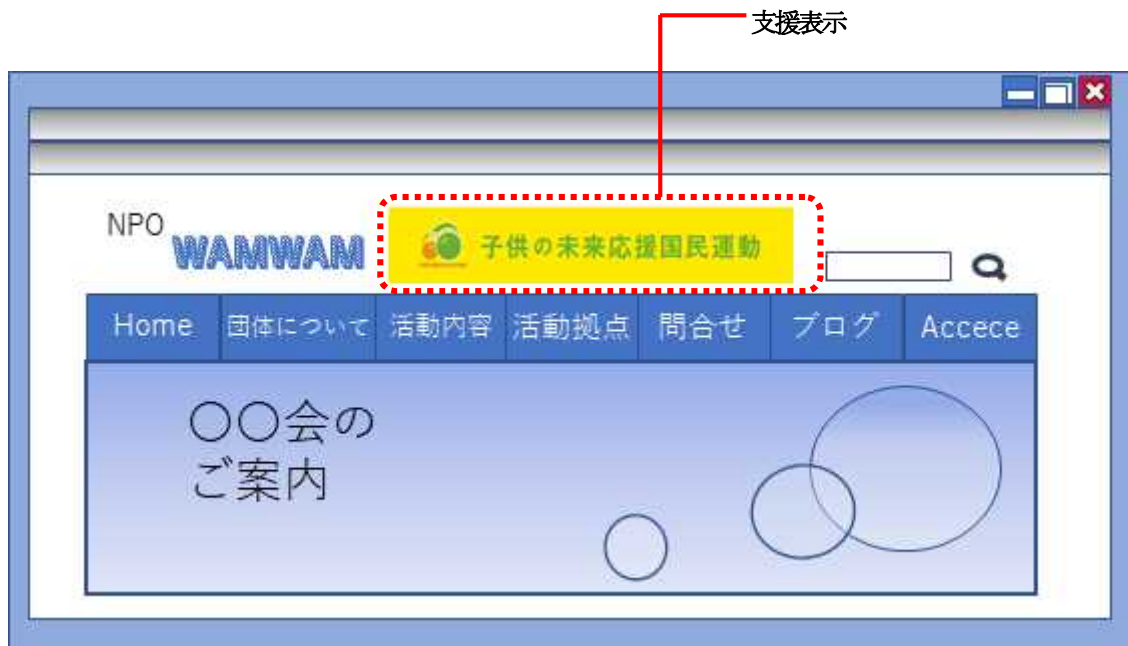 支援表示
NPO
WAMWAM
子供の未来応援国民運動
Home 団体について 活動内容 活動拠点 問合せ ブログ Accece
〇〇会の
ご案内